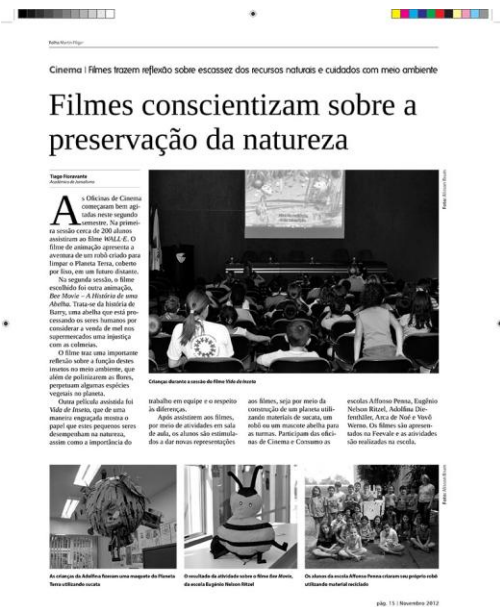 Folha Martin Pilger
Cinema | Filmes trazem reflexão sobre escassez dos recursos naturais e cuidados com meio ambiente
Filmes conscientizam sobre a
preservação da natureza
Tiago Fioravante
Acadêmico de Jornalismo
As Oficinas de Cinema
começaram bem agi-
tadas neste segundo
semestre. Na primei-
ra sessão cerca de 200 alunos
assistiram ao filme WALL-E. O
filme de animação apresenta a
aventura de um robô criado para
limpar o Planeta Terra, coberto
por lixo, em um futuro distante.
Na segunda sessão, o filme
escolhido foi outra animação,
Bee Movie – A História de uma
Abelha. Trata-se da história de
Barry, uma abelha que está pro-
cessando os seres humanos por
considerar a venda de mel nos
supermercados uma injustiça
com as colmeias.
O filme traz uma importante
reflexão sobre a função destes
insetos no meio ambiente, que
além de polinizarem as flores,
perpetuam algumas espécies
vegetais no planeta.
Outra película assistida foi
Vida de Inseto, que de uma
maneira engraçada mostra o
papel que estes pequenos seres
desempenham na natureza,
assim como a importância do
Crianças durante a sessão do filme Vida de Inseto
trabalho em equipe e o respeito
às diferenças.
Após assistirem aos filmes,
por meio de atividades em sala
de aula, os alunos são estimula-
dos a dar novas representações
aos filmes, seja por meio da
construção de um planeta utili-
zando materiais de sucata, um
robô ou um mascote abelha para
as turmas. Participam das ofici-
nas de Cinema e Consumo as
escolas Affonso Penna, Eugênio
Nelson Ritzel, Adolfina Die-
fenthäler, Arca de Noé e Vovô
Werno. Os filmes são apresen-
tados na Feevale e as atividades
são realizadas na escola.
As crianças da Adolfina fizeram uma maquete do Planeta
Terra utilizando sucata
O resultado da atividade sobre o filme Bee Movie,
da escola Eugênio Nelson Ritzel
Os alunos da escola Affonso Penna criaram seu próprio robô
utilizando material reciclado
pág. 15 | Novembro 2012